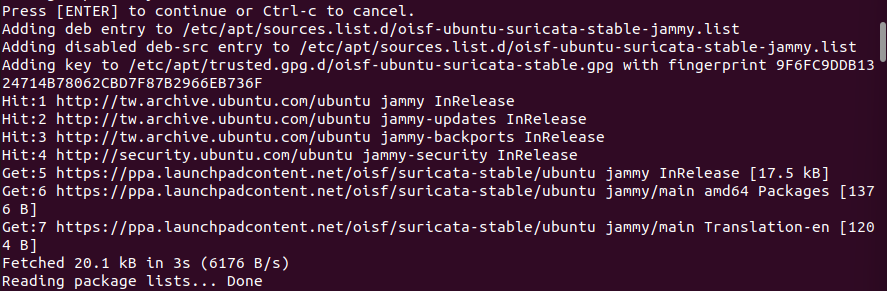 Press [ENTER] to continue or Ctrl-c to cancel.
Adding deb entry to /etc/apt/sources.list.d/oisf-ubuntu-suricata-stable-jammy.list
Adding disabled deb-src entry to /etc/apt/sources.list.d/oisf-ubuntu-suricata-stable-jammy.list
Adding key to /etc/apt/trusted.gpg.d/oisf-ubuntu-suricata-stable.gpg with fingerprint 9F6FC9DDB13
24714B78062CBD7F87B2966EB736F
Hit:1 http://tw.archive.ubuntu.com/ubuntu jammy InRelease
Hit:2 http://tw.archive.ubuntu.com/ubuntu jammy-updates InRelease
Hit:3 http://tw.archive.ubuntu.com/ubuntu jammy-backports InRelease
Hit:4 http://security.ubuntu.com/ubuntu jammy-security InRelease
Get:5 https://ppa.launchpadcontent.net/oisf/suricata-stable/ubuntu jammy InRelease [17.5 kB]
Get:6 https://ppa.launchpadcontent.net/oisf/suricata-stable/ubuntu jammy/main amd64 Packages [137
6 B]
Get:7 https://ppa.launchpadcontent.net/oisf/suricata-stable/ubuntu jammy/main Translation-en [120
4 B]
Fetched 20.1 kB in 3s (6176 B/s)
Reading package lists... Done